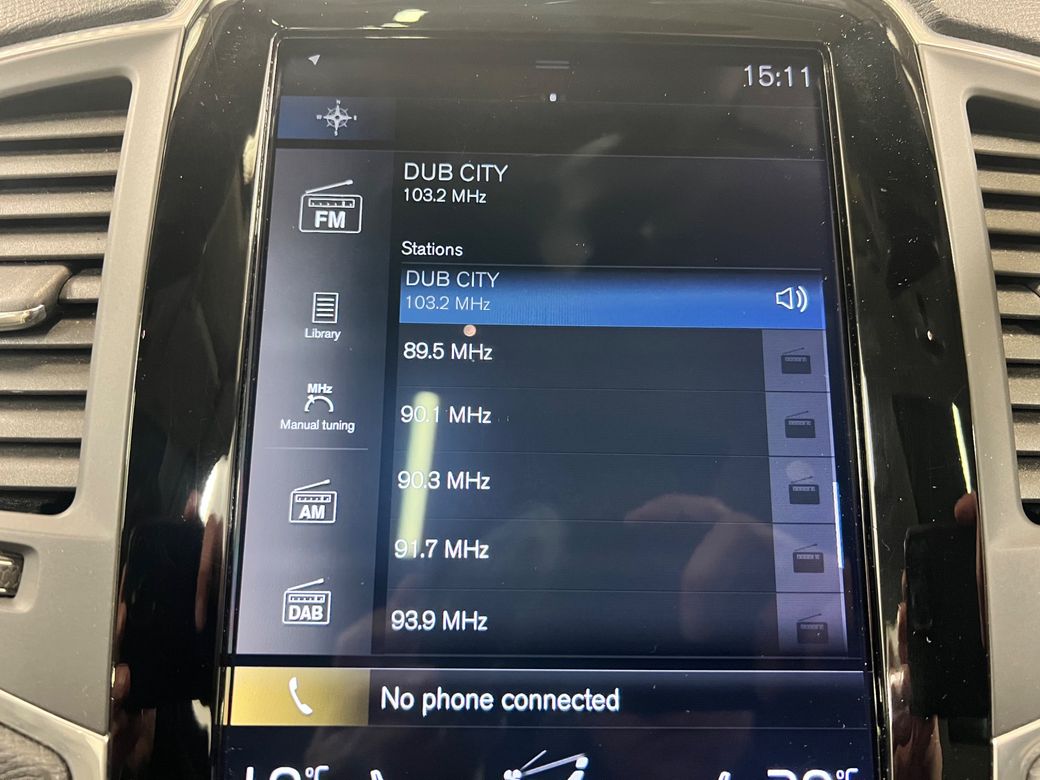 15:11
DUB CITY
103.2 MHz
FM
Stations
DUB CITY
103.2 MHz
Library
89.5 MHz
MHz
Manual tuning
90.1 MHz
90.3 MHz
AM
91.7 MHz
DAB
93.9 MHz
No phone connected